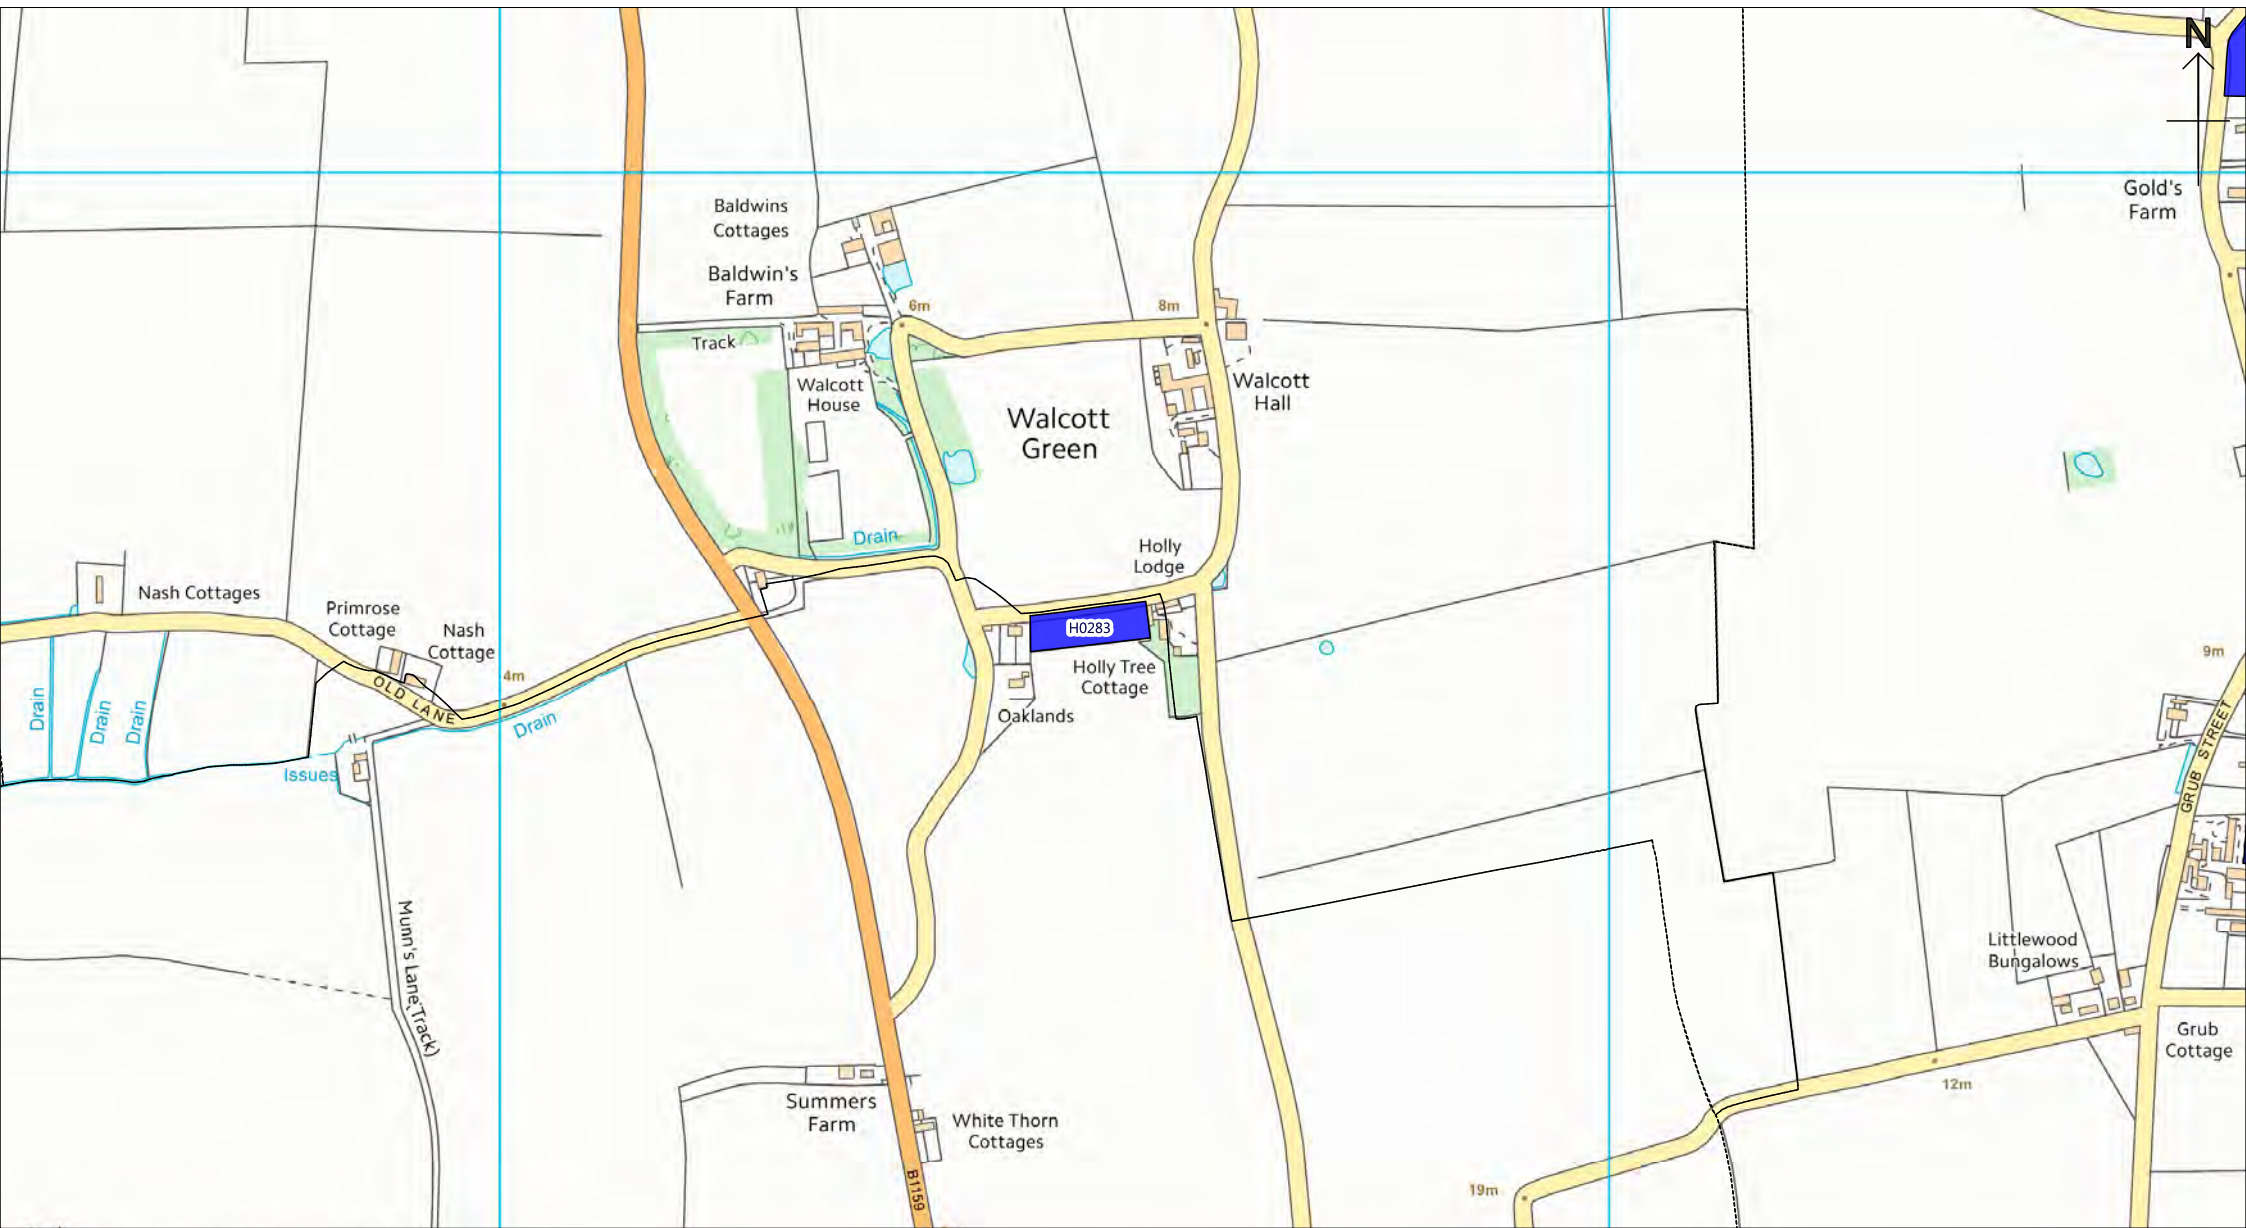 N
Gold's
Farm
Baldwins
Cottages
Baldwin's
Farm
6m
8m
Track
Walcott
House
Walcott
Green
Walcott
Hall
Drain
Holly
Lodge
Nash Cottages
Primrose
Cottage
Nash
Cottage
H0283
9m
4m
OLD LANE
Holly Tree
Cottage
Drain
Drain
Drain
Drain
Oaklands
Issues
GRUB STREET
Munn's Lane(Track)
Littlewood
Bungalows
Grub
Cottage
12m
Summers
Farm
White Thorn
Cottages
B1159
19m